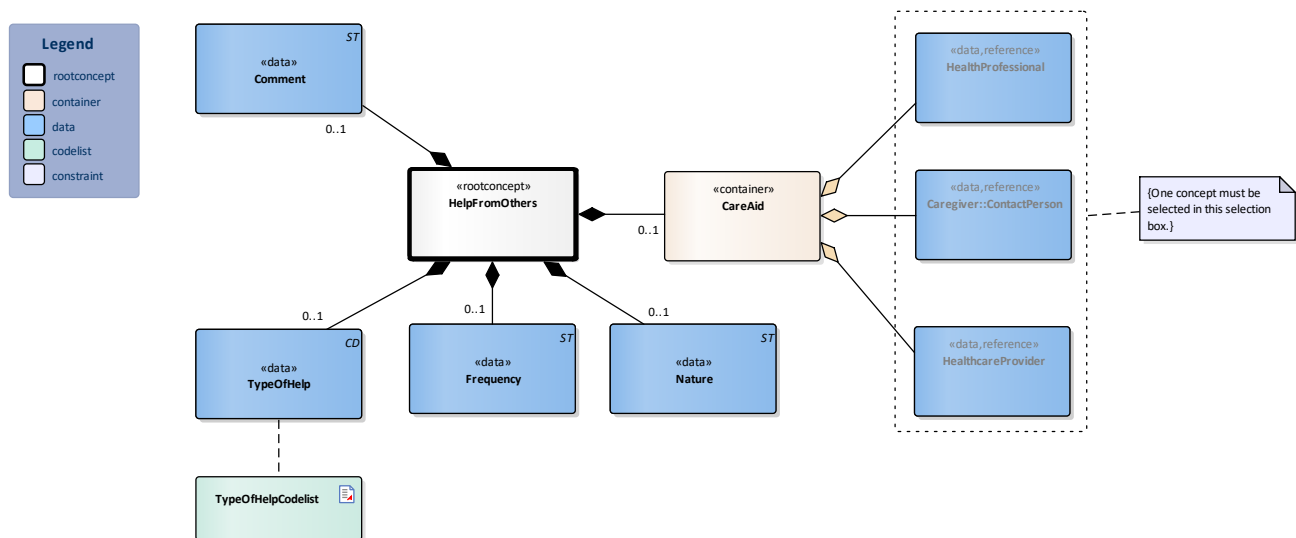 Legend
rootconcept
container
data
codelist
constraint
ST
«data»
Comment
0..1
«rootconcept»
HelpFromOthers
0..1
«container»
CareAid
«data,reference»
HealthProfessional
«data,reference»
Caregiver::ContactPerson
«data,reference»
HealthcareProvider
{One concept must be
selected in this selection
box.}
0..1
CD
«data»
TypeOfHelp
0..1
ST
«data»
Frequency
0..1
ST
«data»
Nature
TypeOfHelpCodelist